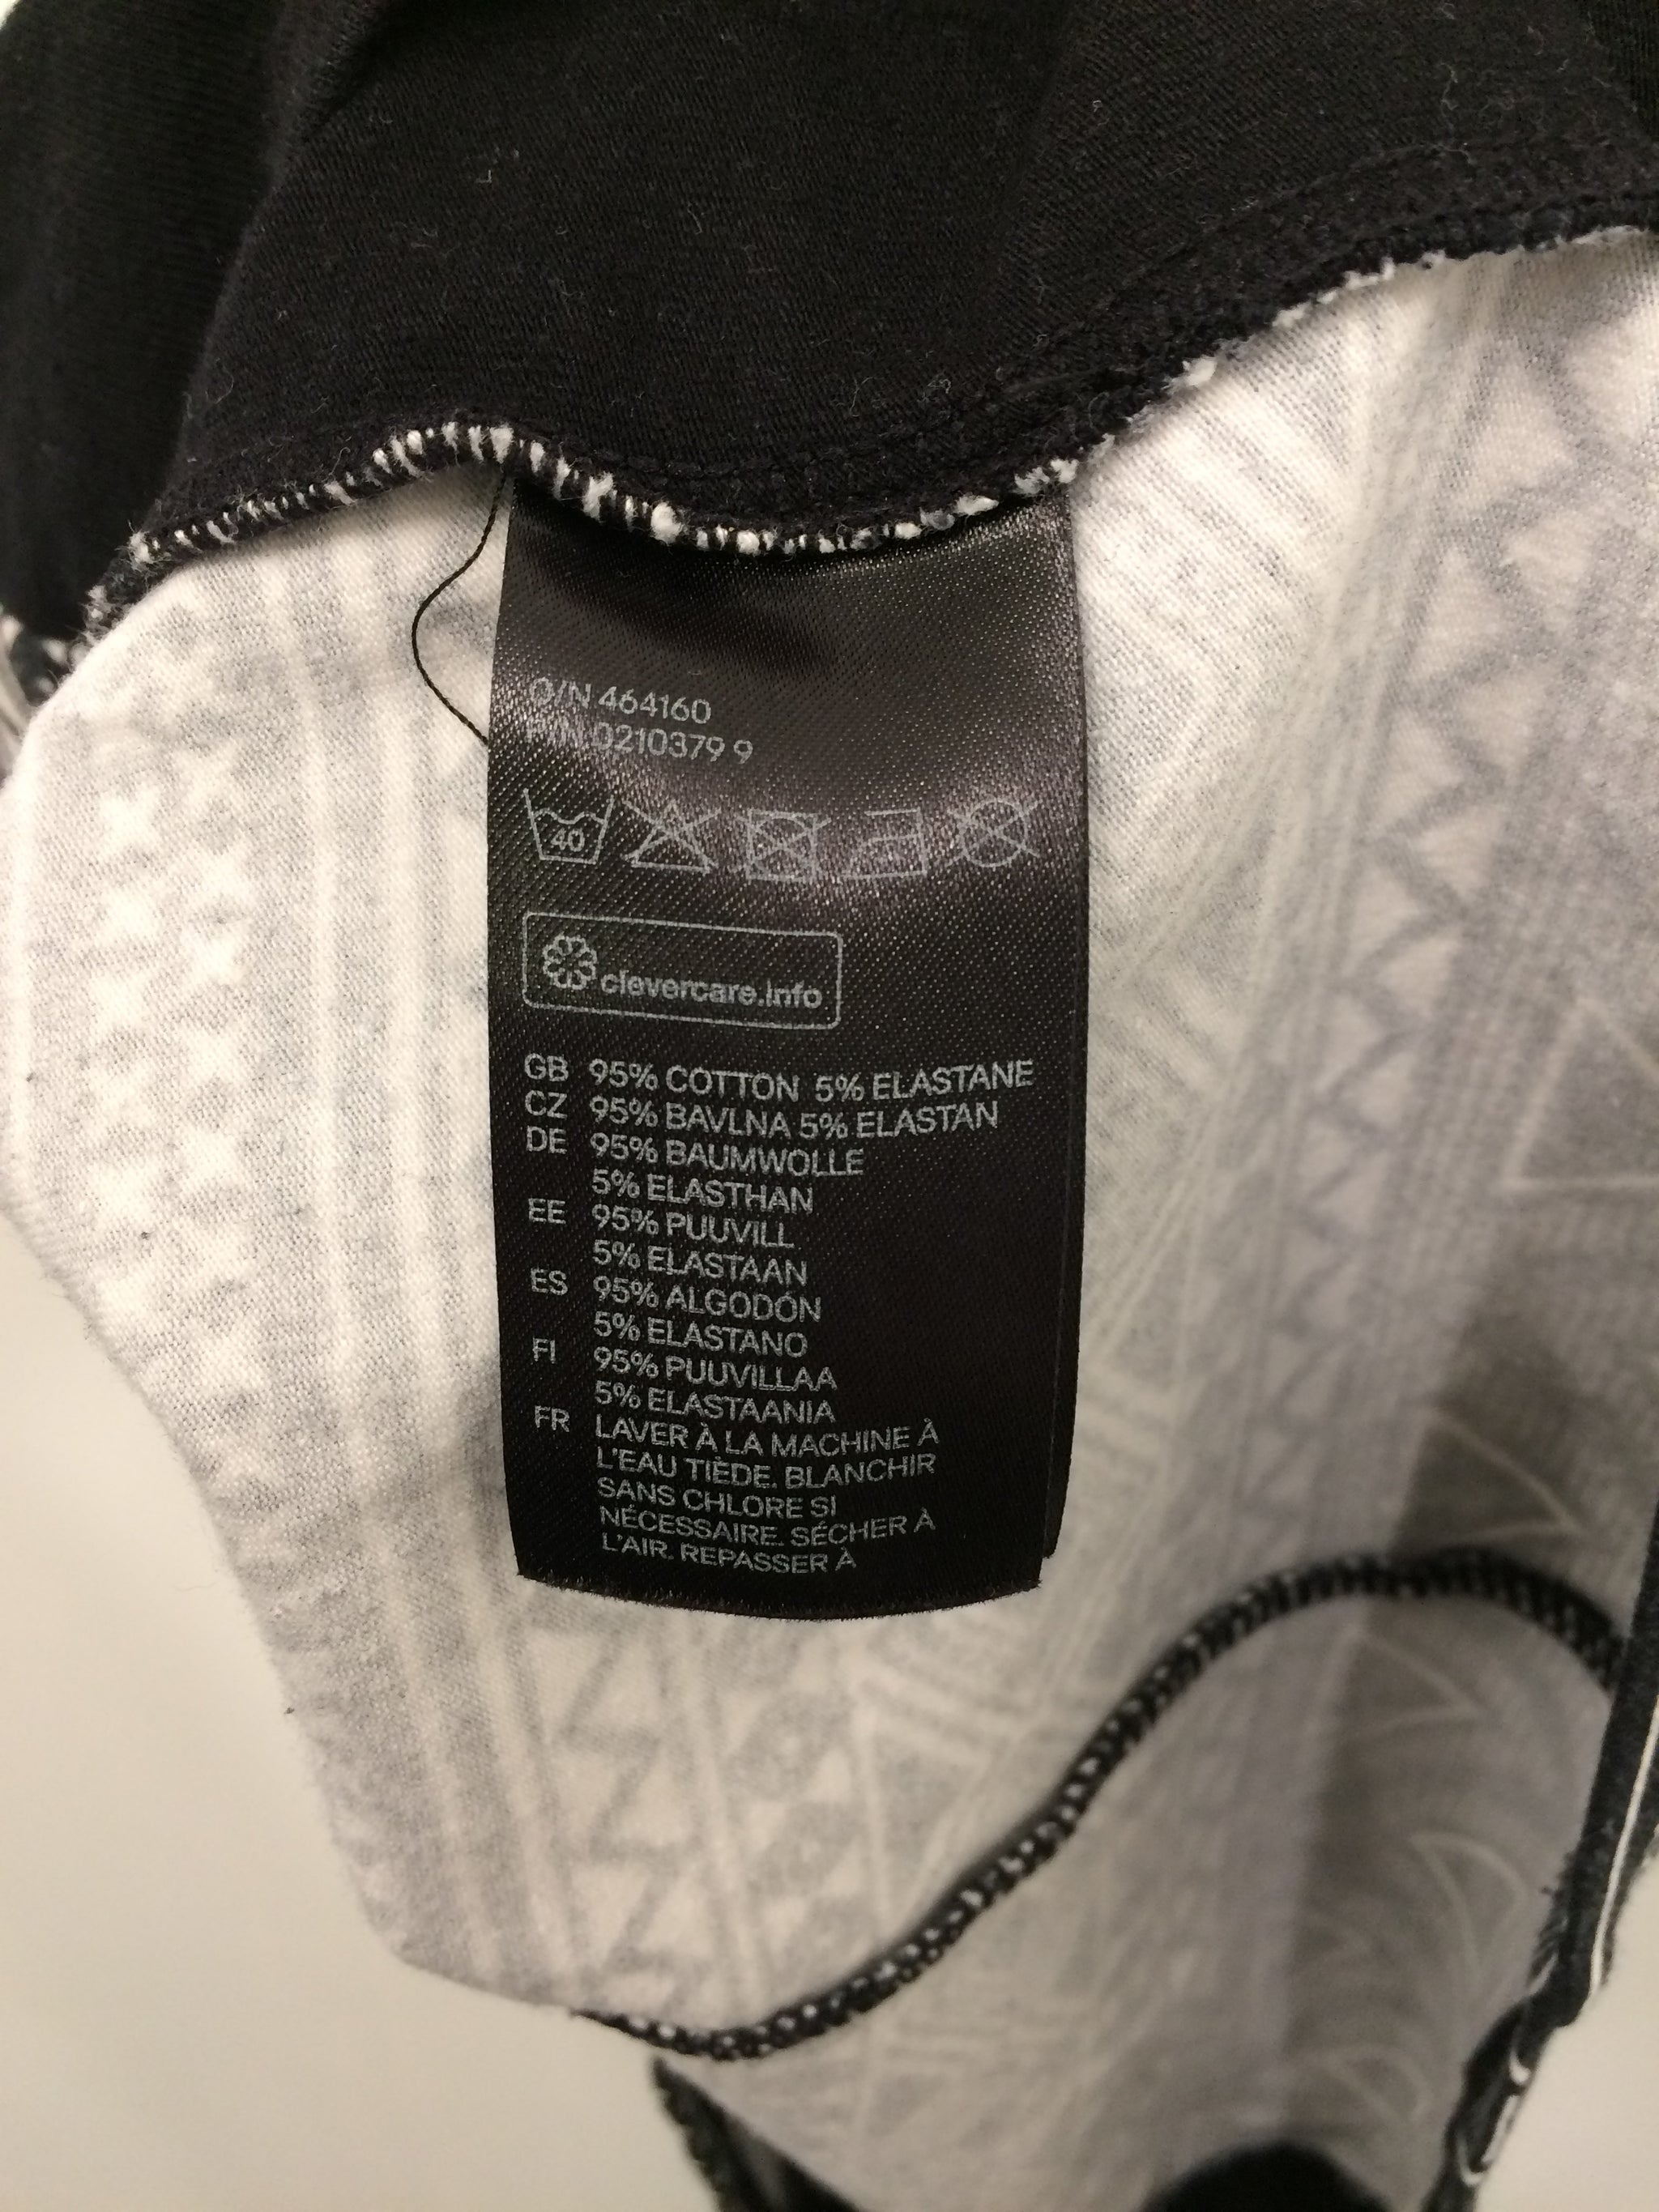 O/N 464160
P/N 0210379 9
40
clevercare.info
GB 95% COTTON 5% ELASTANE
CZ 95% BAVLNA 5% ELASTAN
DE 95% BAUMWOLLE
5% ELASTHAN
EE 95% PUUVILL
5% ELASTAAN
ES 95% ALGODÓN
5% ELASTANO
FI 95% PUUVILLAA
5% ELASTAANIA
FR LAVER À LA MACHINE À
L'EAU TIÈDE. BLANCHIR
SANS CHLORE SI
NÉCESSAIRE. SÉCHER À
L'AIR. REPASSER À